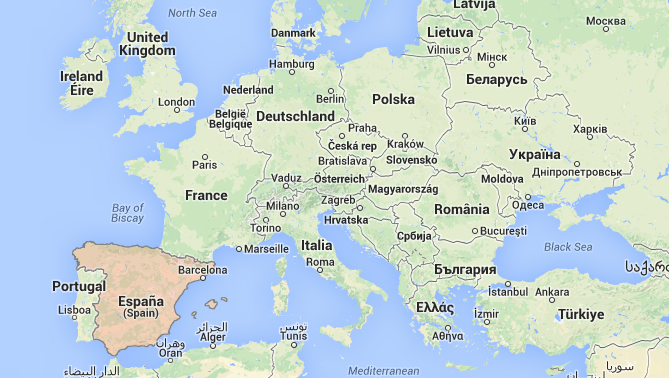 Latvija
North Sea
Москва
Danmark
Lietuva
United
Kingdom
Vilnius
Мінск
Hamburg
Беларусь
Ireland
Éire
Nederland
London
Berlin
Polska
België
Belgique
Deutschland
Київ
Харків
Praha
Česká rep
Kraków
Paris
Bratislava
Slovensko
Україна
Дніпропетровськ
Vaduz
Österreich
Moldova
France
Magyarország
Milano
Zagreb
Одеса
Bay of
Biscay
Torino
Hrvatska
România
Marseille
Italia
Србија
Bucureşti
Black Sea
Barcelona
Roma
България
Portugal
España
(Spain)
İstanbul
Ankara
Lisboa
Ελλάς
İzmir
Türkiye
الجزائر
Alger
تونس
Tunis
Αθήνα
وهران
Oran
الدار البيضاء
Mediterranean